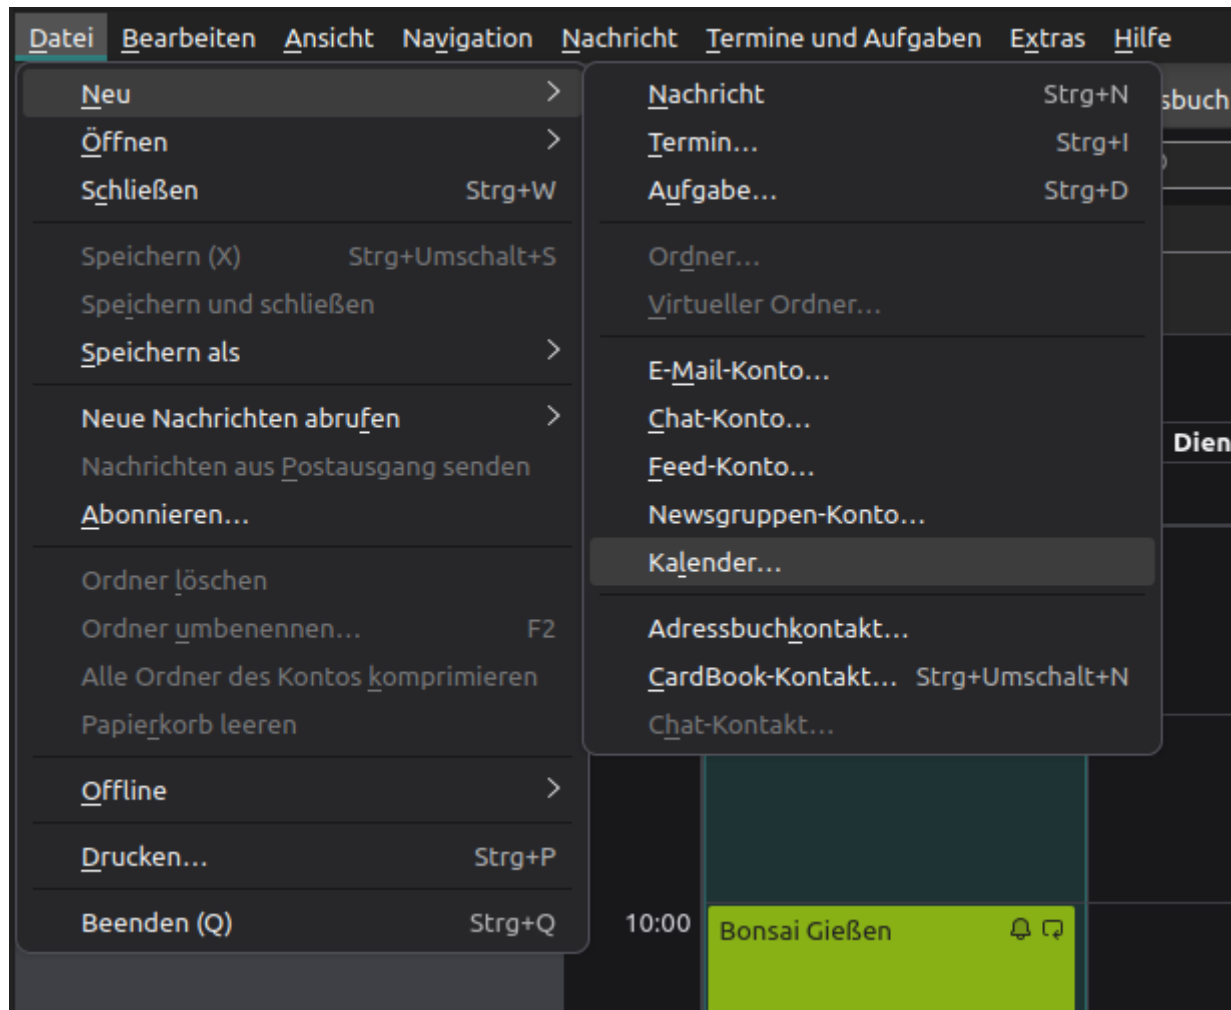 Datei Bearbeiten Ansicht Navigation Nachricht Termine und Aufgaben Extras Hilfe
Neu
Öffnen
Schließen Strg+W
Speichern (X) Strg+Umschalt+S
Speichern und schließen
Speichern als
Neue Nachrichten abrufen
Nachrichten aus Postausgang senden
Abonnieren…
Ordner löschen
Ordner umbenennen… F2
Alle Ordner des Kontos komprimieren
Papierkorb leeren
Offline
Drucken… Strg+P
Beenden (Q) Strg+Q
Nachricht Strg+N
Termin… Strg+I
Aufgabe… Strg+D
Ordner…
Virtueller Ordner…
E-Mail-Konto…
Chat-Konto…
Feed-Konto…
Newsgruppen-Konto…
Kalender…
Adressbuchkontakt…
CardBook-Kontakt… Strg+Umschalt+N
Chat-Kontakt…
sbuch
Dien
10:00
Bonsai Gießen